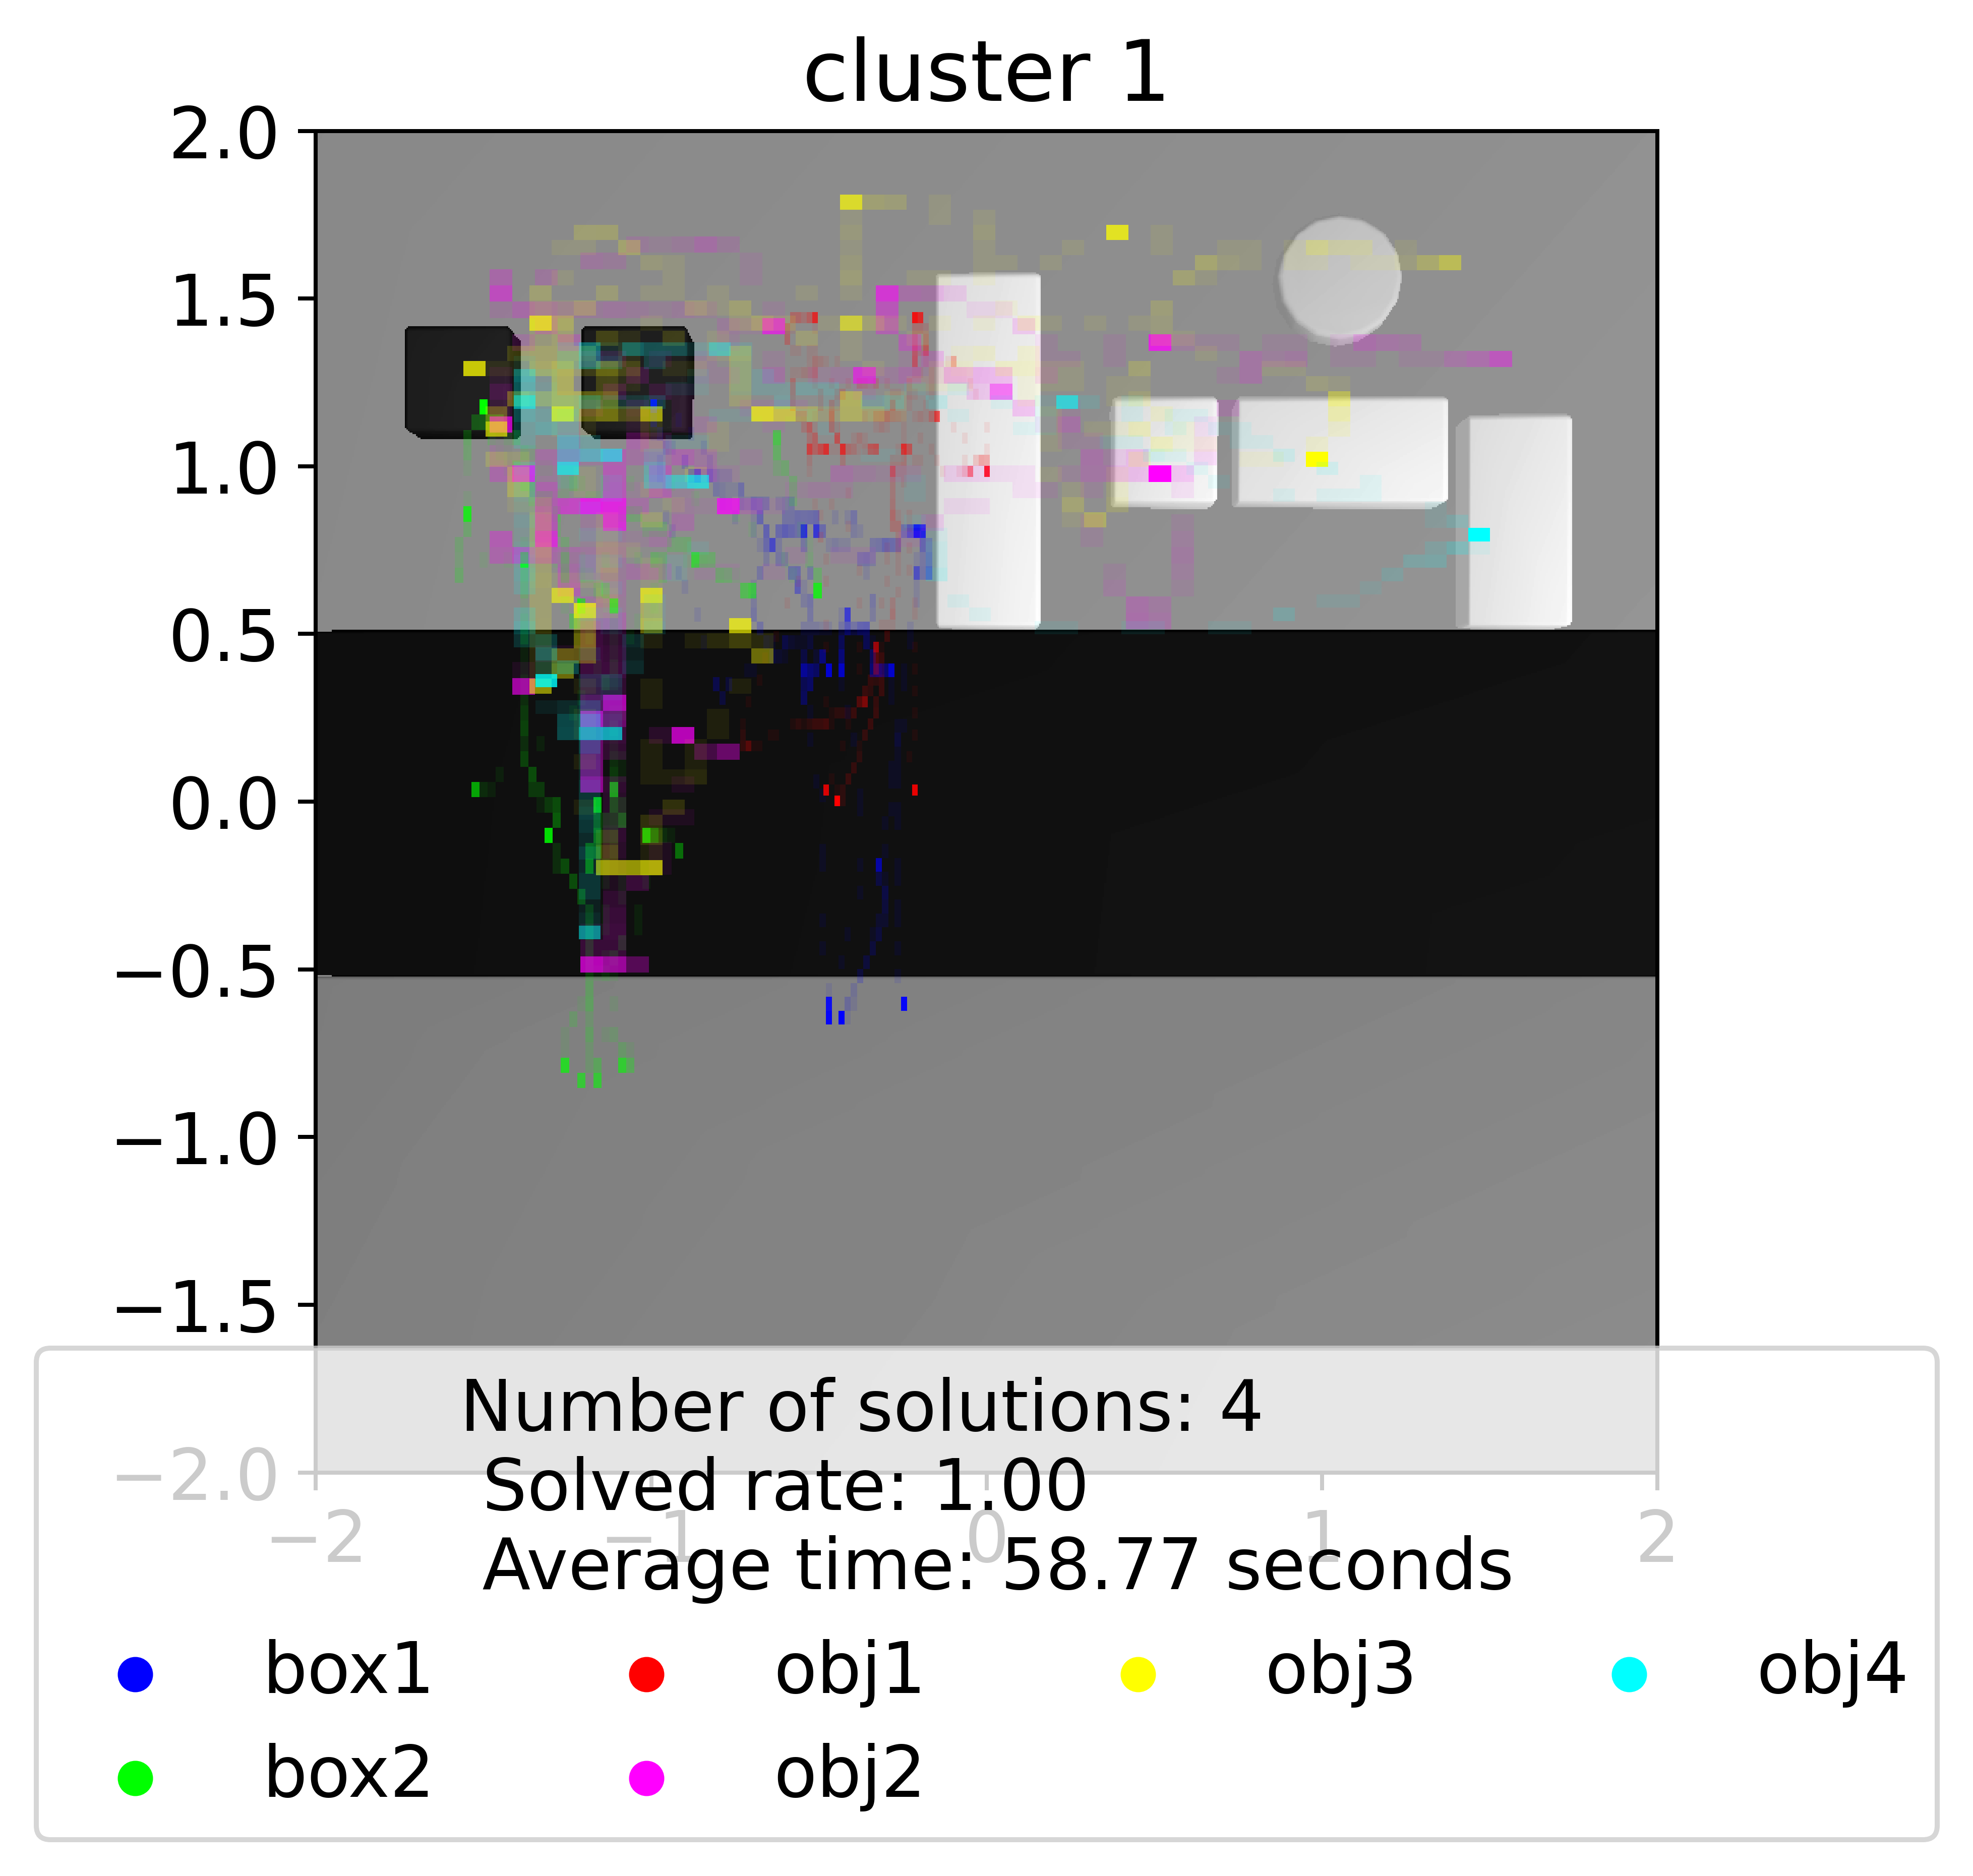 cluster 1
2.0
1.5
1.0
0.5
0.0
−0.5
−1.0
−1.5
−2.0
−2 −1 0 1 2
Number of solutions: 4
Solved rate: 1.00
Average time: 58.77 seconds
box1 obj1 obj3 obj4
box2 obj2